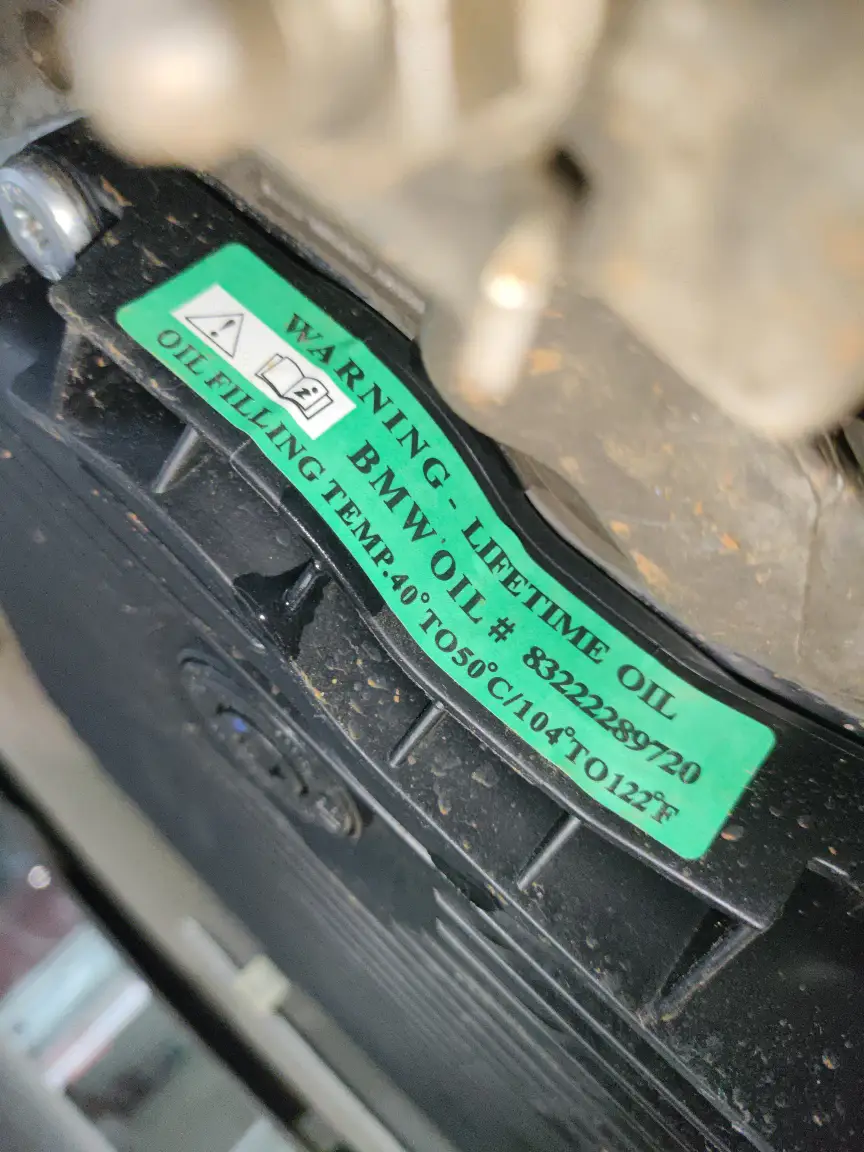 WARNING - LIFETIME OIL
BMW OIL # 83222289720
OIL FILLING TEMP.40° TO50°C/104°TO122°F